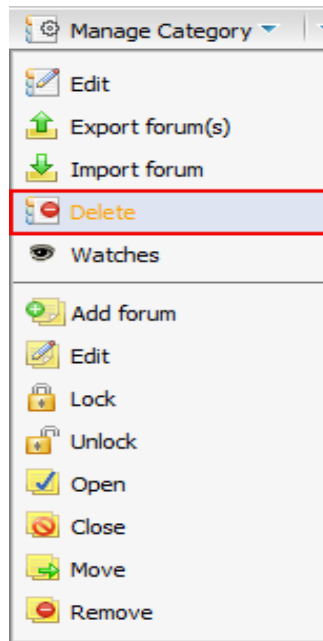 Manage Category
Edit
Export forum(s)
Import forum
Delete
Watches
Add forum
Edit
Lock
Unlock
Open
Close
Move
Remove